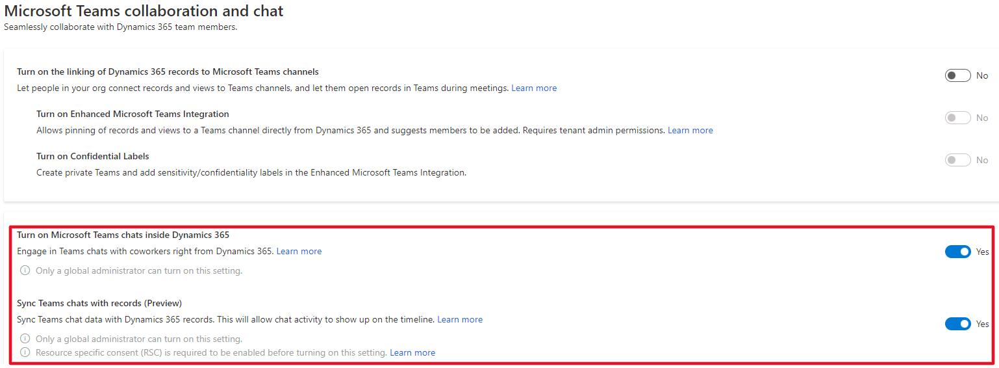 Microsoft Teams collaboration and chat
Seamlessly collaborate with Dynamics 365 team members.
Turn on the linking of Dynamics 365 records to Microsoft Teams channels
No
Let people in your org connect records and views to Teams channels, and let them open records in Teams during meetings. Learn more
Turn on Enhanced Microsoft Teams Integration
No
Allows pinning of records and views to a Teams channel directly from Dynamics 365 and suggests members to be added. Requires tenant admin permissions. Learn more
Turn on Confidential Labels
No
Create private Teams and add sensitivity/confidentiality labels in the Enhanced Microsoft Teams Integration.
Turn on Microsoft Teams chats inside Dynamics 365
Engage in Teams chats with coworkers right from Dynamics 365. Learn more
Yes
Only a global administrator can turn on this setting.
Sync Teams chats with records (Preview)
Sync Teams chat data with Dynamics 365 records. This will allow chat activity to show up on the timeline. Learn more
Yes
Only a global administrator can turn on this setting.
Resource specific consent (RSC) is required to be enabled before turning on this setting. Learn more